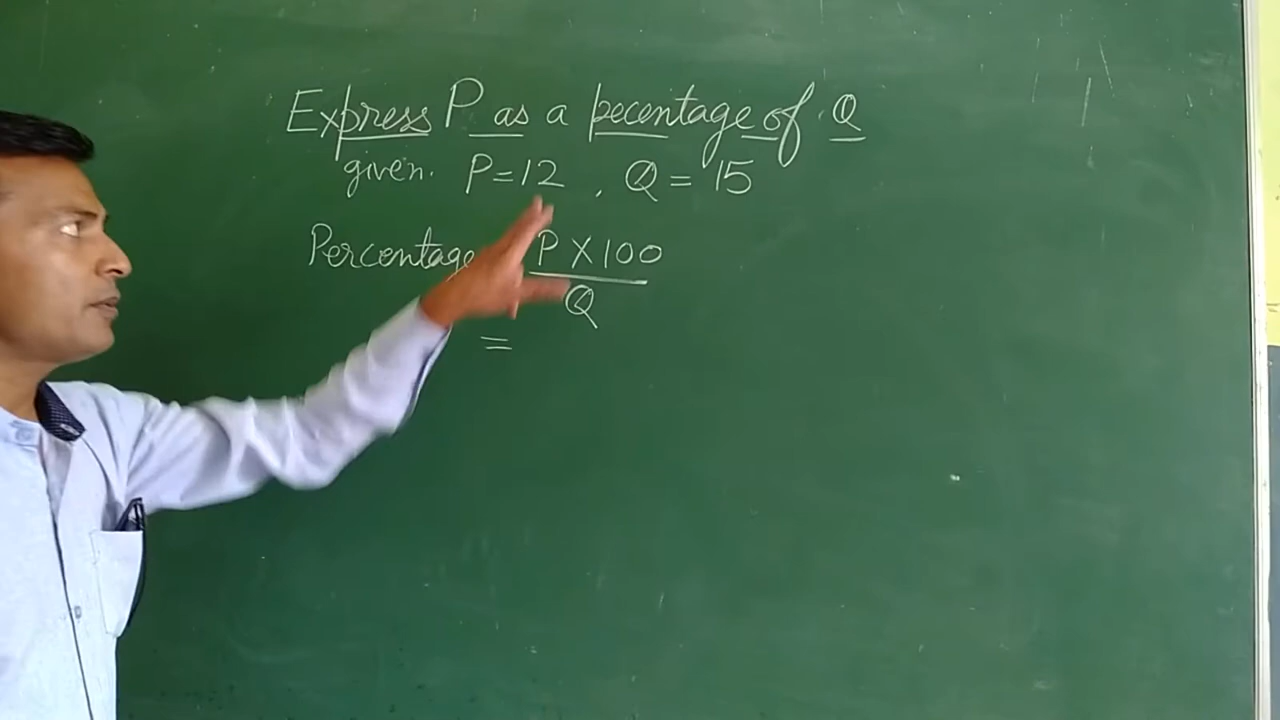 Express P as a pecentage of Q
given. P=12 , Q = 15
Percentage P X 100
Q
=